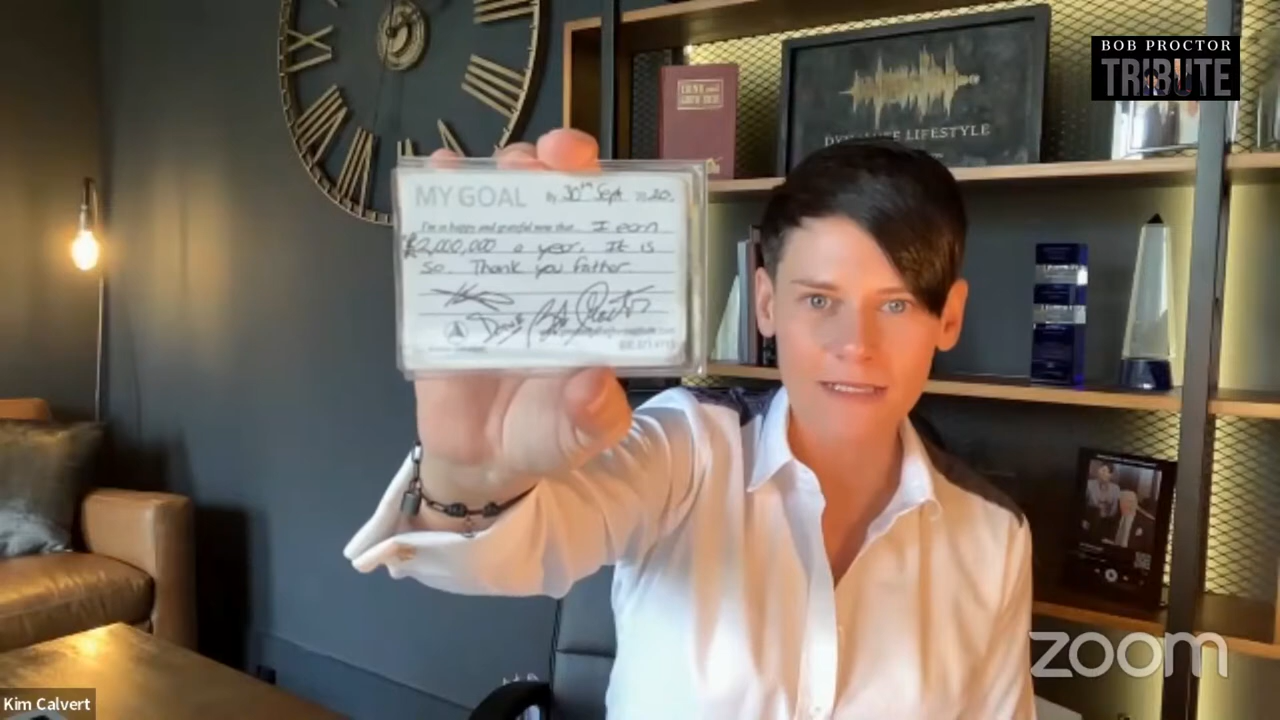 BOB PROCTOR
TRIBUTE
DYNAMITE LIFESTYLE
MY GOAL By 30th Sept 2020.
I'm so happy and grateful now that I earn
£2,000,000 a year. It is
so. Thank you Father.
zoom
Kim Calvert